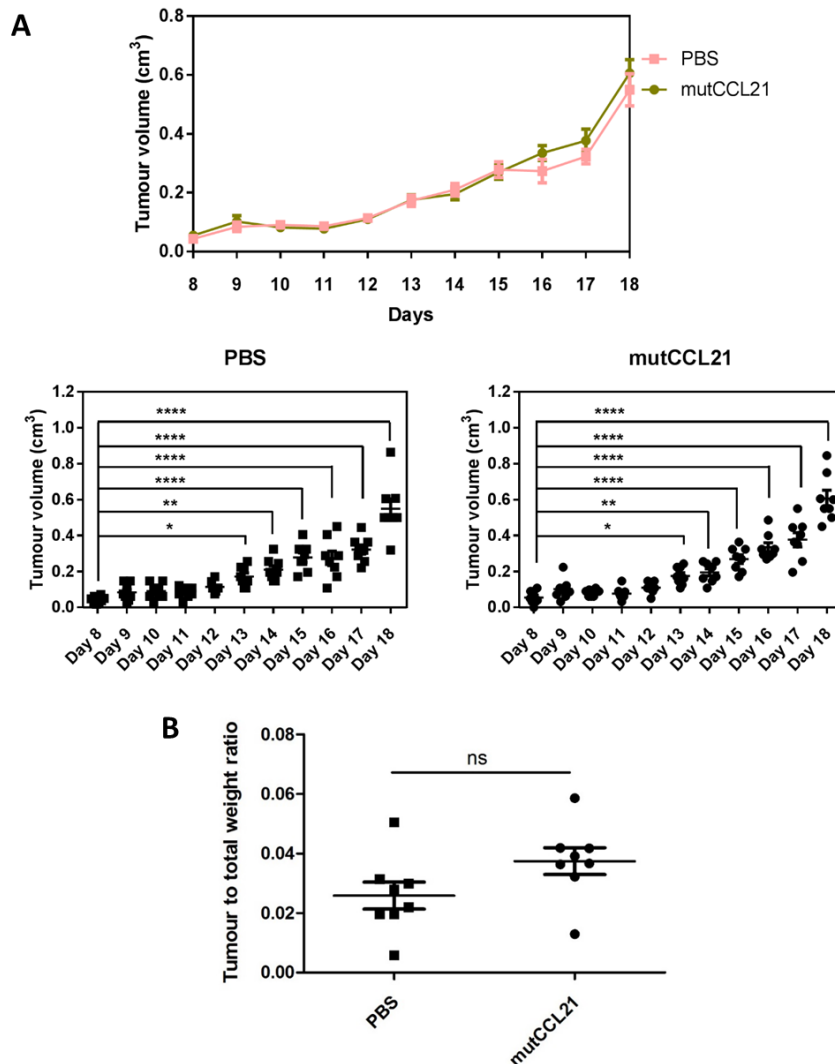 A
Tumour volume (cm3)
0.8
0.6
0.4
0.2
0.0
8 9 10 11 12 13 14 15 16 17 18
Days
PBS
mutCCL21
PBS
Tumour volume (cm3)
1.2
1.0
0.8
0.6
0.4
0.2
0.0
****
****
****
****
**
*
Day 8 Day 9 Day 10 Day 11 Day 12 Day 13 Day 14 Day 15 Day 16 Day 17 Day 18
mutCCL21
Tumour volume (cm3)
1.2
1.0
0.8
0.6
0.4
0.2
0.0
****
****
****
****
**
*
Day 8 Day 9 Day 10 Day 11 Day 12 Day 13 Day 14 Day 15 Day 16 Day 17 Day 18
B
Tumour to total weight ratio
0.08
0.06
0.04
0.02
0.00
ns
PBS mutCCL21